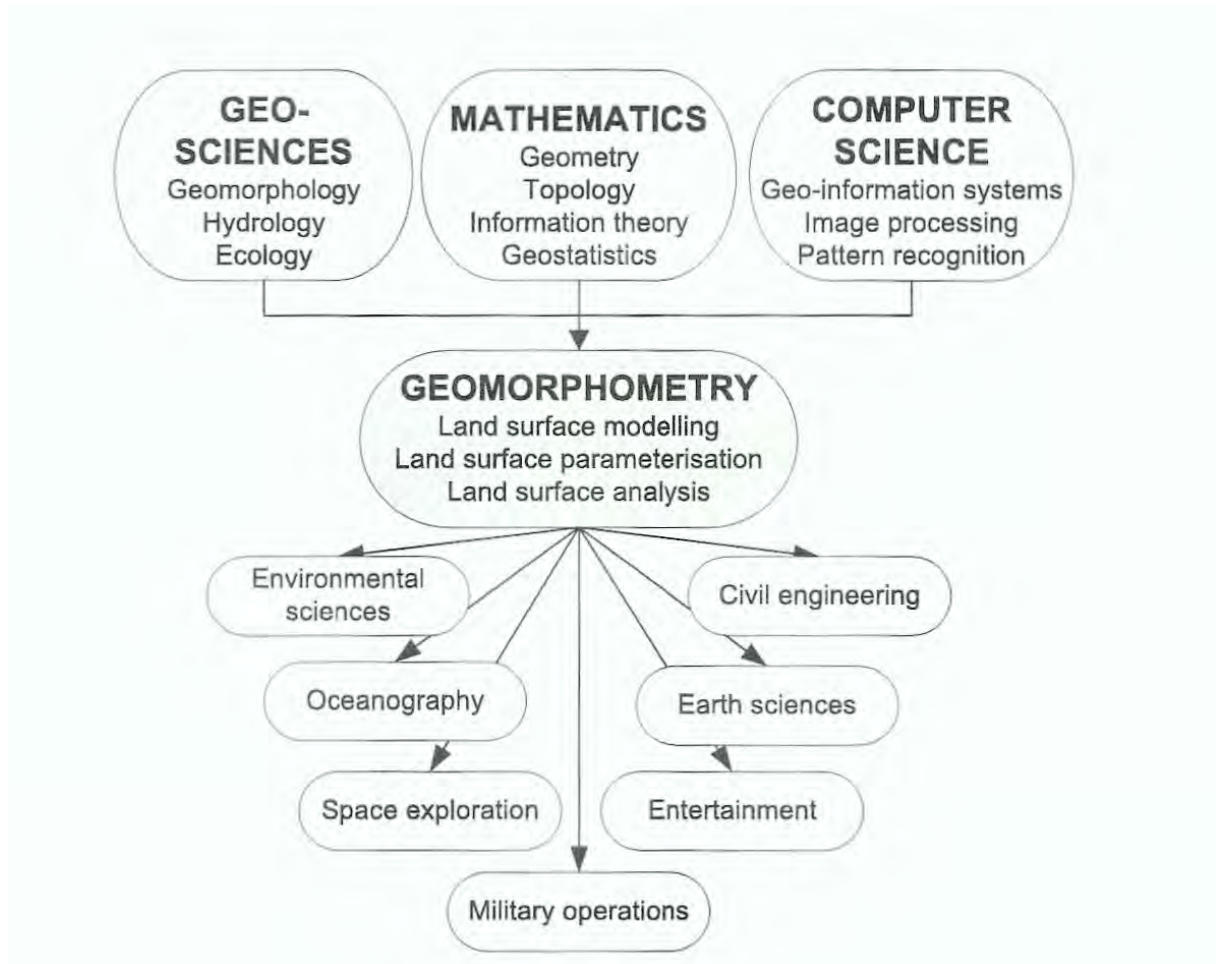 GEO-
SCIENCES
Geomorphology
Hydrology
Ecology
MATHEMATICS
Geometry
Topology
Information theory
Geostatistics
COMPUTER
SCIENCE
Geo-information systems
Image processing
Pattern recognition
GEOMORPHOMETRY
Land surface modelling
Land surface parameterisation
Land surface analysis
Environmental
sciences
Civil engineering
Oceanography
Earth sciences
Space exploration
Entertainment
Military operations